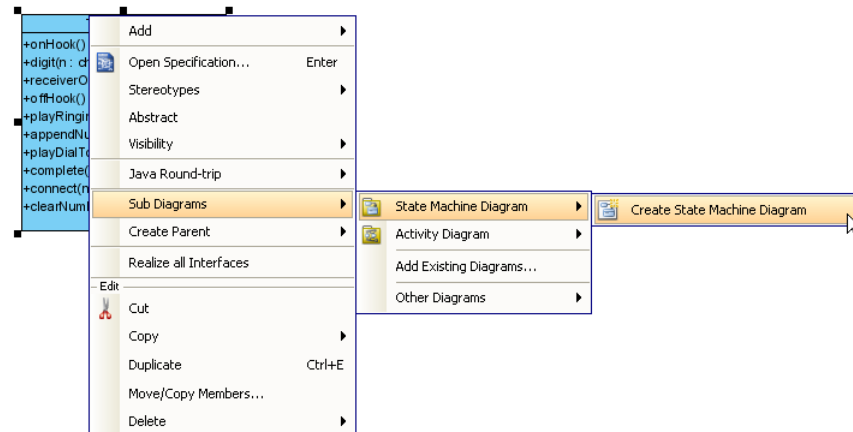 Add
+onHook()
+digit(n : ch
Open Specification... Enter
+receiverO
Stereotypes
+offHook()
Abstract
+playRingin
+appendNu
Visibility
+playDialTo
+complete(
Java Round-trip
+connect(n
+clearNuml
Sub Diagrams
State Machine Diagram
Create State Machine Diagram
Create Parent
Activity Diagram
Realize all Interfaces
Add Existing Diagrams...
Edit
Other Diagrams
Cut
Copy
Duplicate Ctrl+E
Move/Copy Members...
Delete